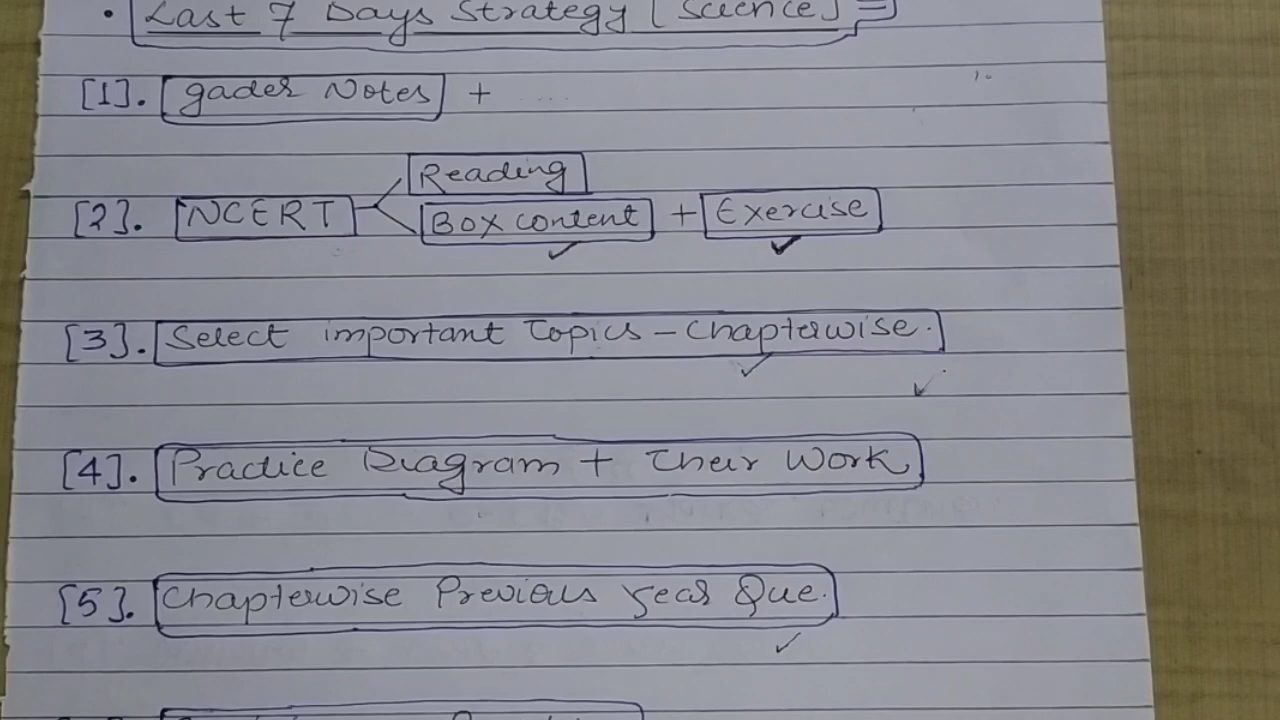 • Last 7 Days Strategy [Science]
[1]. gader Notes +
Reading
[2]. NCERT Box content + Exercise
[3]. Select important Topics - Chapterwise.
[4]. Practice Diagram + Their Work
[5]. Chapterwise Previous Year Que.